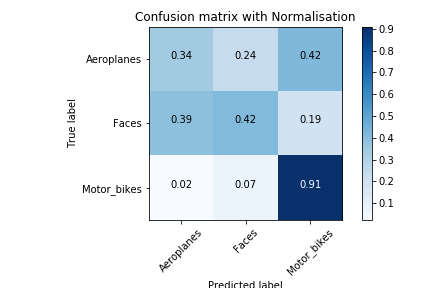 Confusion matrix with Normalisation
True label
Aeroplanes 0.34 0.24 0.42
Faces 0.39 0.42 0.19
Motor_bikes 0.02 0.07 0.91
Aeroplanes Faces Motor_bikes
Predicted label
0.9
0.8
0.7
0.6
0.5
0.4
0.3
0.2
0.1